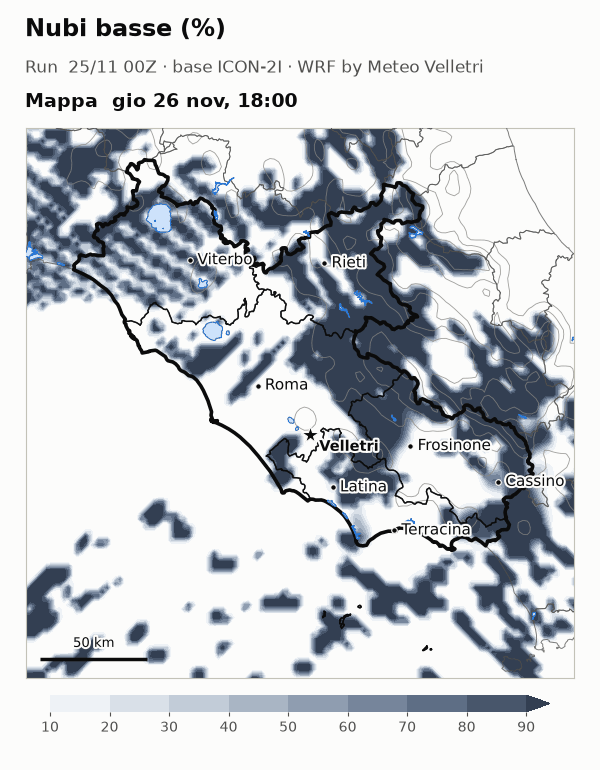 Nubi basse (%)
Run 25/11 00Z · base ICON-2I · WRF by Meteo Velletri
Mappa gio 26 nov, 18:00
Viterbo
Rieti
Roma
Velletri
Frosinone
Latina
Cassino
Terracina
50 km
10 20 30 40 50 60 70 80 90